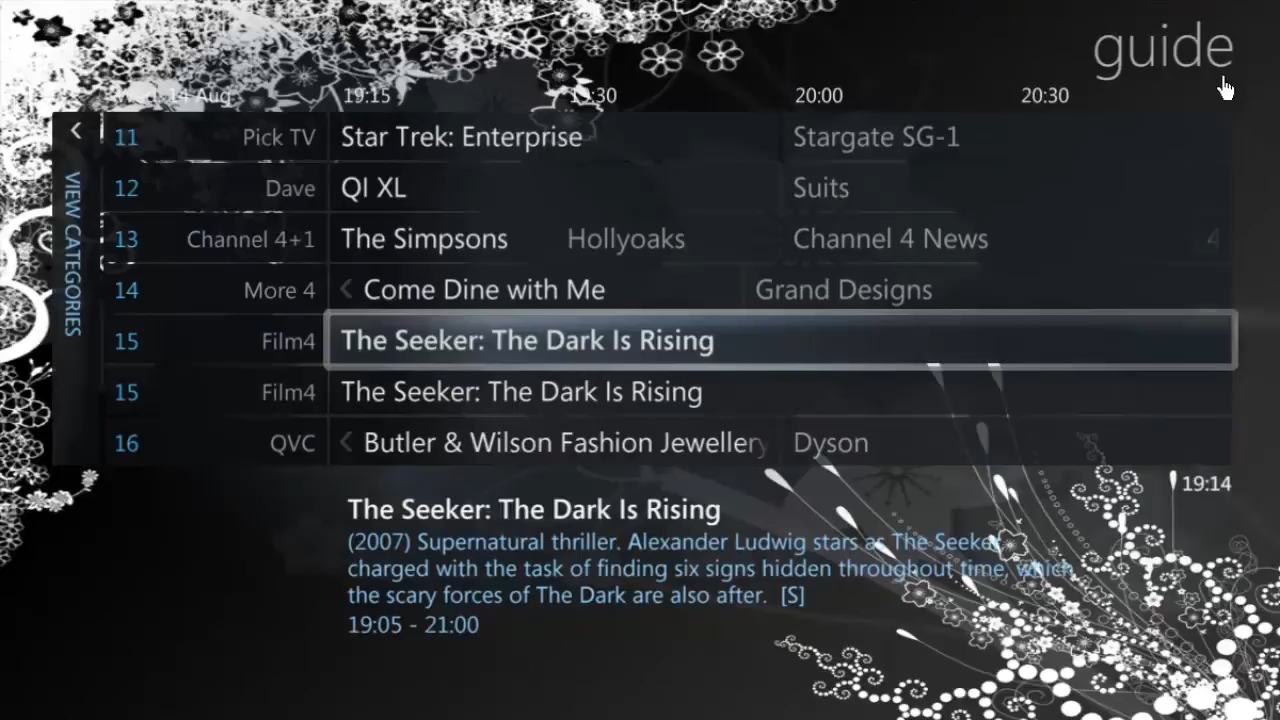 guide
14 Aug 19:15 19:30 20:00 20:30
VIEW CATEGORIES
11 Pick TV Star Trek: Enterprise Stargate SG-1
12 Dave QI XL Suits
13 Channel 4+1 The Simpsons Hollyoaks Channel 4 News 4
14 More 4 Come Dine with Me Grand Designs
15 Film4 The Seeker: The Dark Is Rising
15 Film4 The Seeker: The Dark Is Rising
16 QVC Butler & Wilson Fashion Jewellery Dyson
19:14
The Seeker: The Dark Is Rising
(2007) Supernatural thriller. Alexander Ludwig stars as The Seeker
charged with the task of finding six signs hidden throughout time, which
the scary forces of The Dark are also after. [S]
19:05 - 21:00